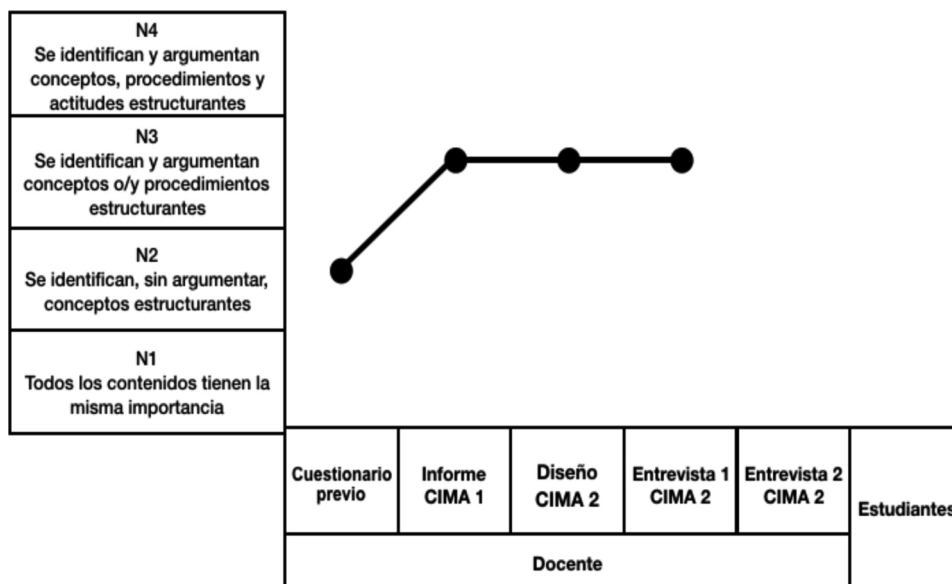 N4
Se identifican y argumentan
conceptos, procedimientos y
actitudes estructurantes
N3
Se identifican y argumentan
conceptos o/y procedimientos
estructurantes
N2
Se identifican, sin argumentar,
conceptos estructurantes
N1
Todos los contenidos tienen la
misma importancia
Cuestionario
previo
Informe
CIMA 1
Diseño
CIMA 2
Entrevista 1
CIMA 2
Entrevista 2
CIMA 2
Estudiantes
Docente